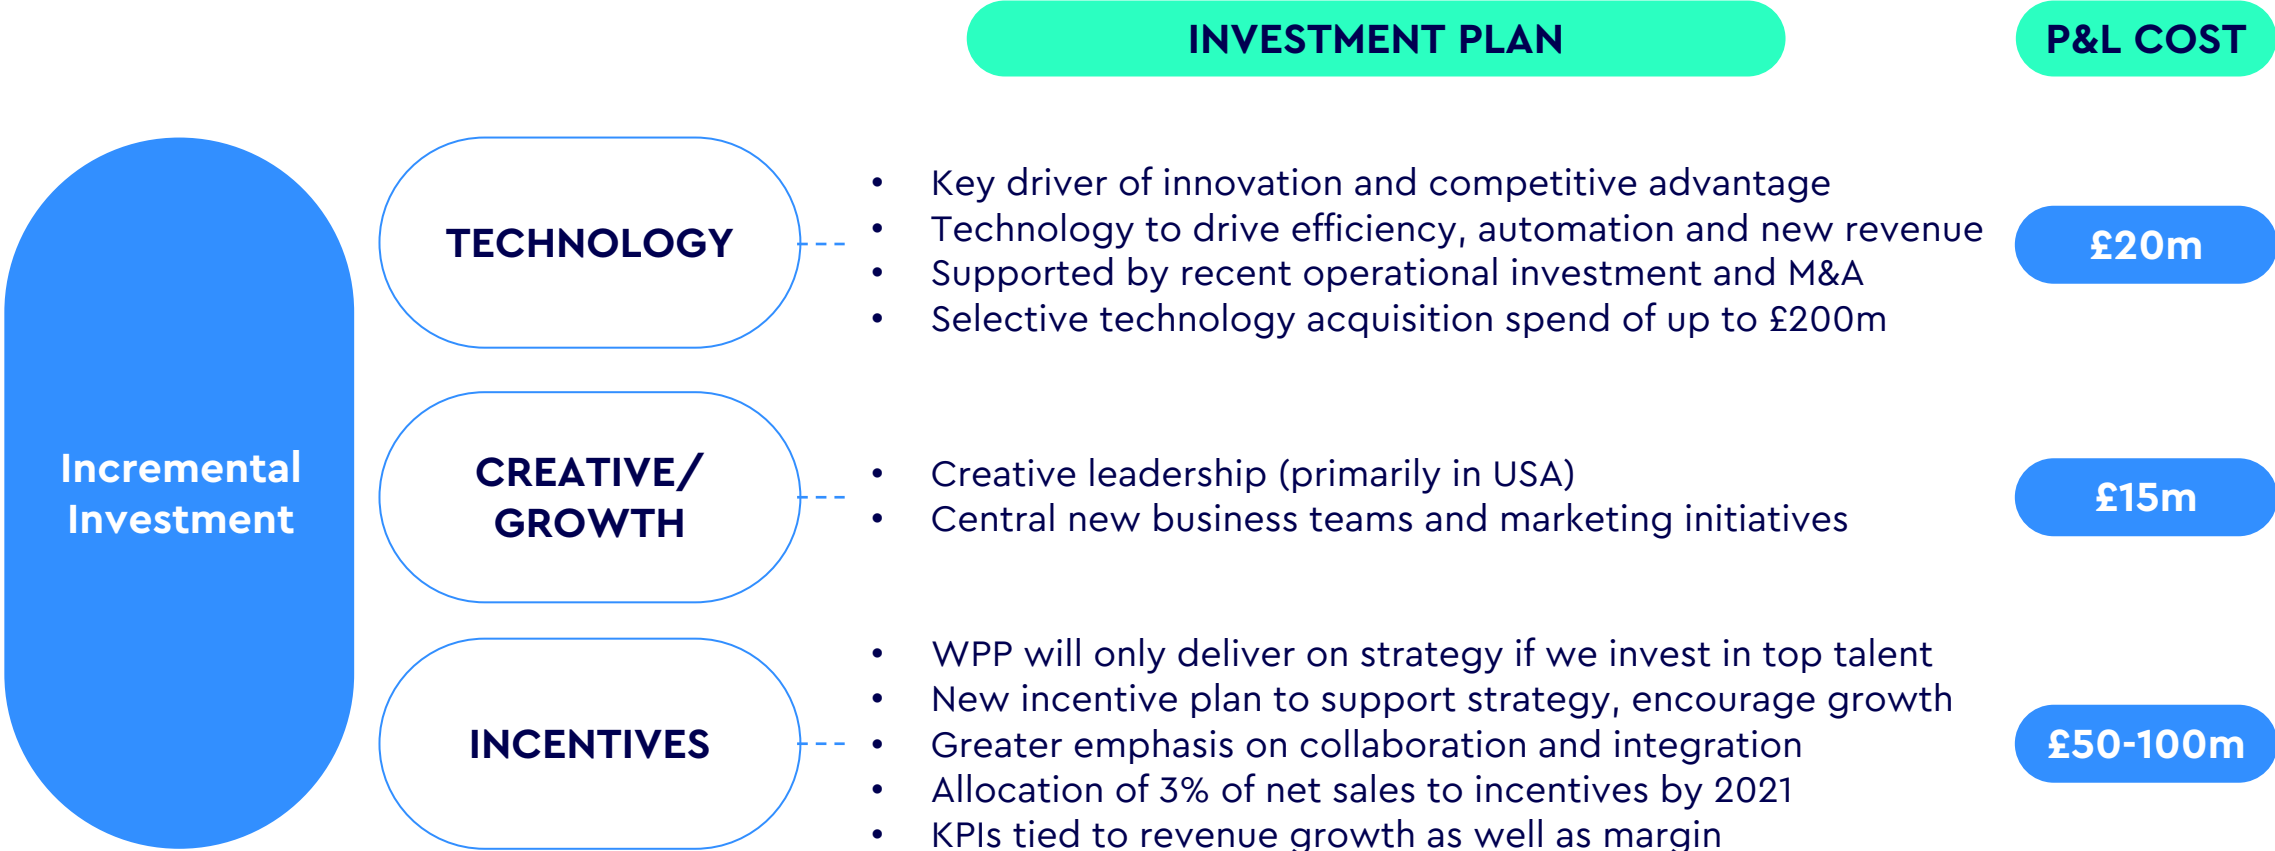 INVESTMENT PLAN
P&L COST
Incremental
Investment
TECHNOLOGY
• Key driver of innovation and competitive advantage
• Technology to drive efficiency, automation and new revenue
• Supported by recent operational investment and M&A
• Selective technology acquisition spend of up to £200m
£20m
CREATIVE/
GROWTH
• Creative leadership (primarily in USA)
• Central new business teams and marketing initiatives
£15m
INCENTIVES
• WPP will only deliver on strategy if we invest in top talent
• New incentive plan to support strategy, encourage growth
• Greater emphasis on collaboration and integration
• Allocation of 3% of net sales to incentives by 2021
• KPIs tied to revenue growth as well as margin
£50-100m